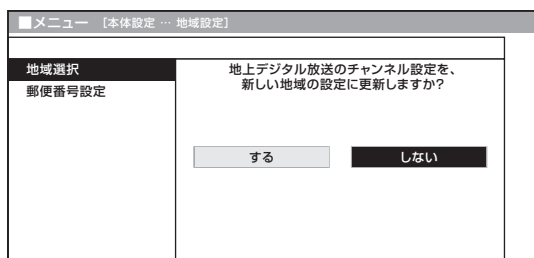 ■メニュー [本体設定 … 地域設定]
地域選択
郵便番号設定
地上デジタル放送のチャンネル設定を、
新しい地域の設定に更新しますか?
する
しない